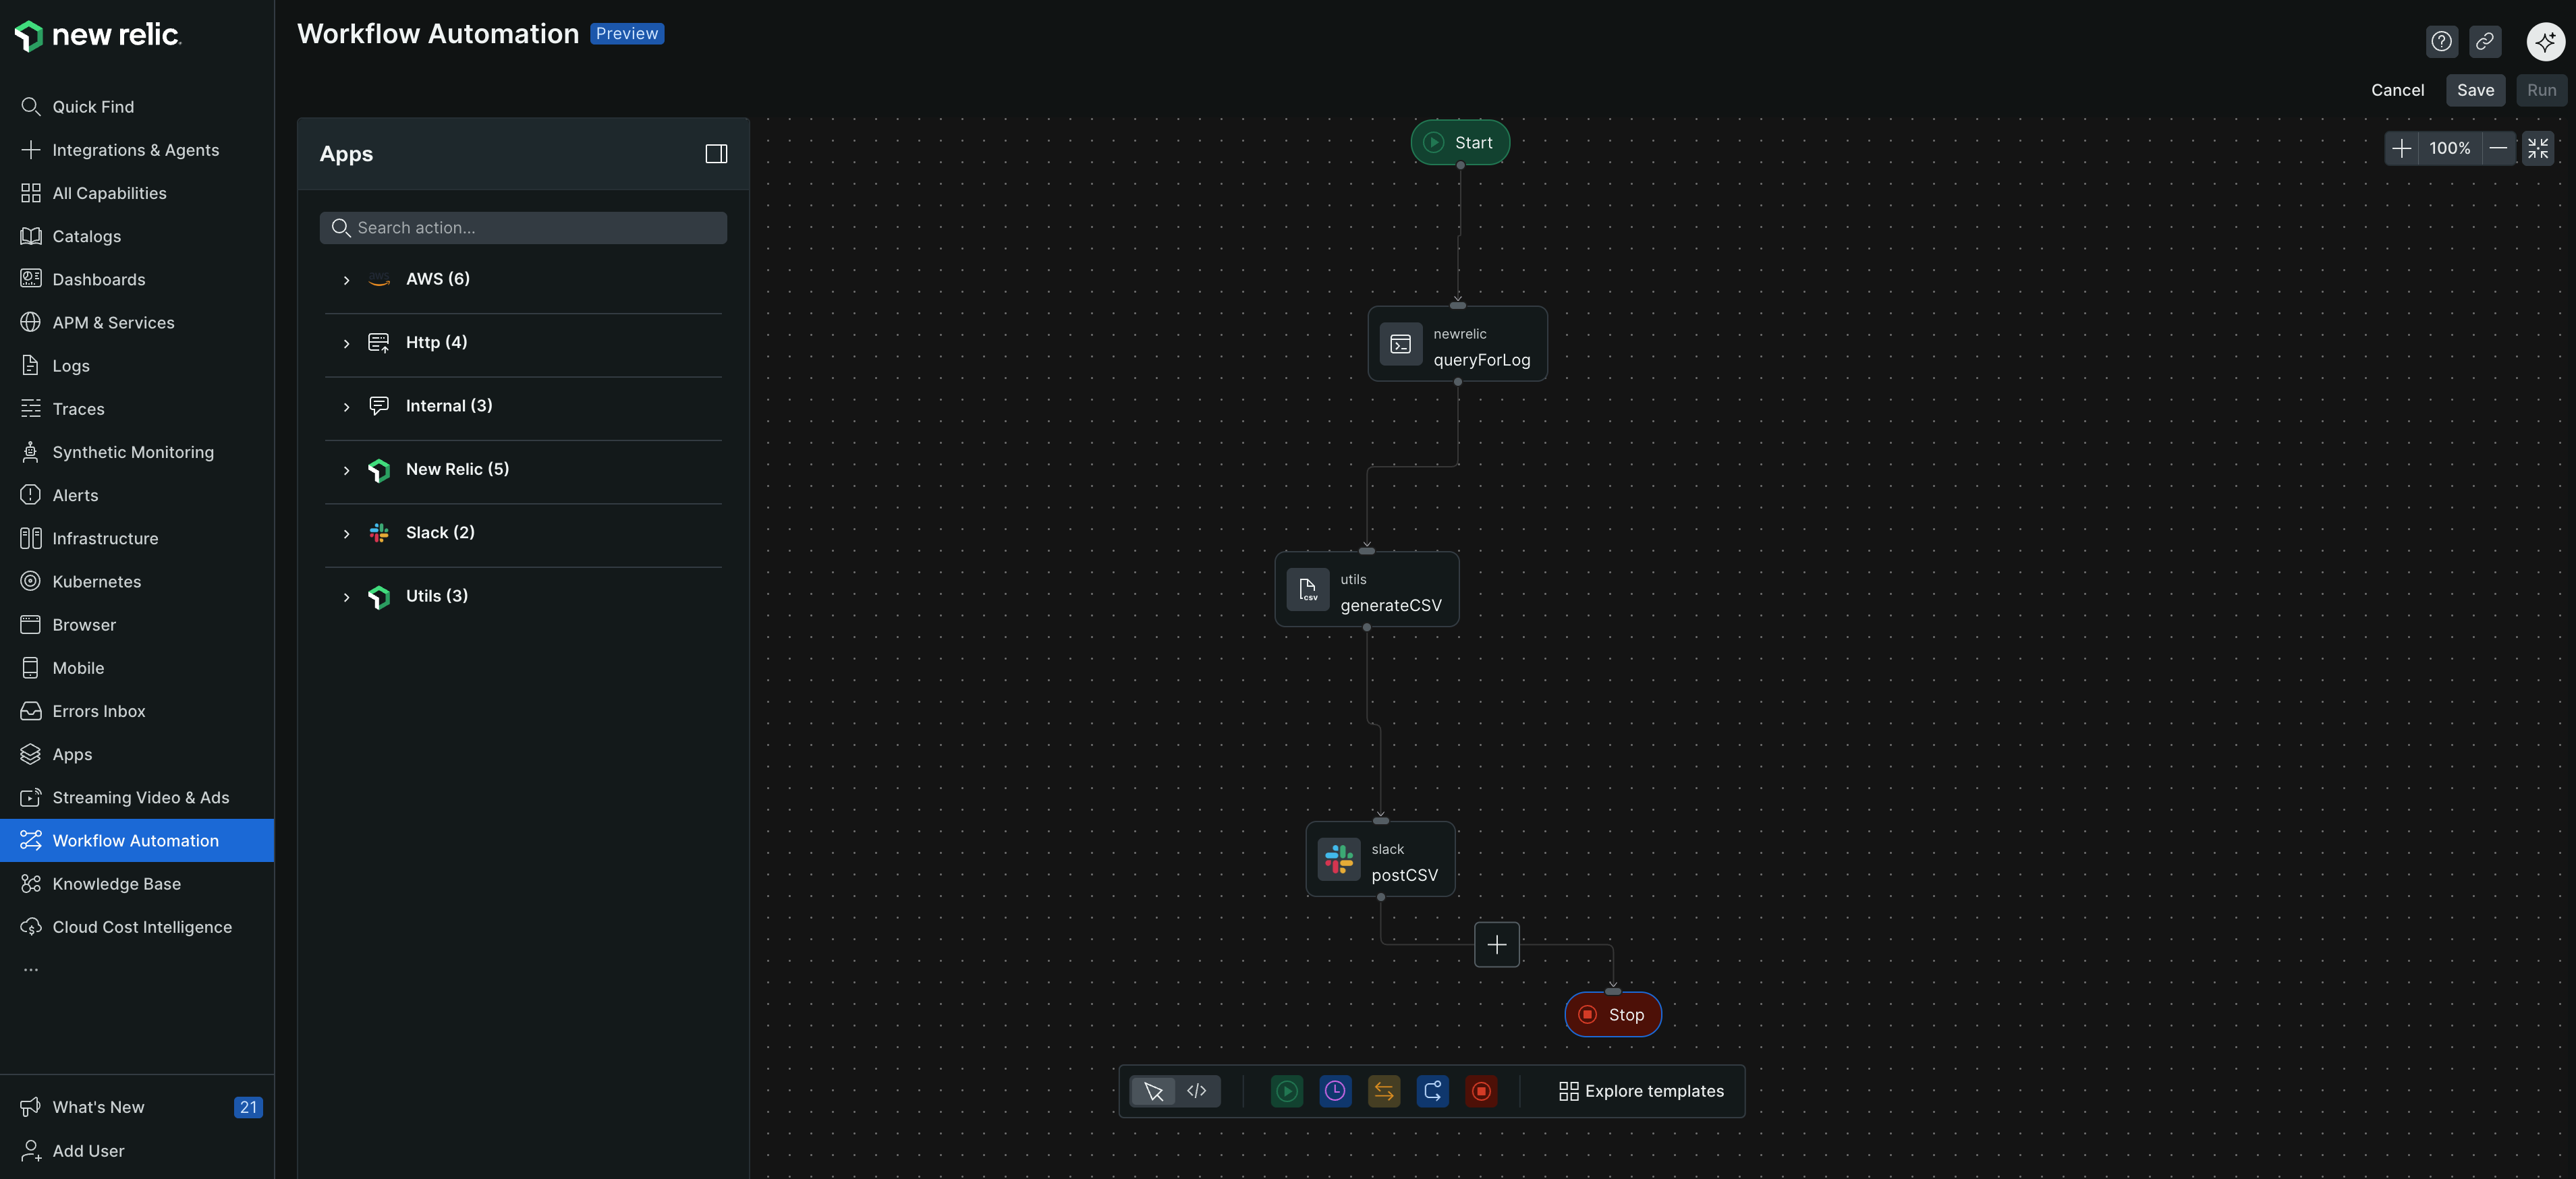 new relic.
Quick Find
Integrations & Agents
All Capabilities
Catalogs
Dashboards
APM & Services
Logs
Traces
Synthetic Monitoring
Alerts
Infrastructure
Kubernetes
Browser
Mobile
Errors Inbox
Apps
Streaming Video & Ads
Workflow Automation
Knowledge Base
Cloud Cost Intelligence
...
What's New 21
Add User
Workflow Automation Preview
Cancel Save Run
Apps
Search action...
aws AWS (6)
Http (4)
Internal (3)
New Relic (5)
Slack (2)
Utils (3)
100%
Start
newrelic
queryForLog
utils
csv
generateCSV
slack
postCSV
Stop
</> Explore templates